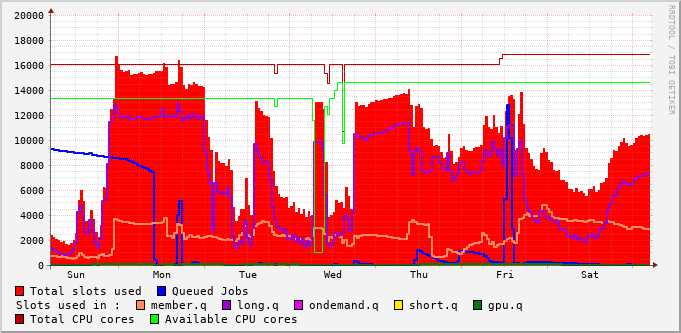 20000
18000
16000
14000
12000
10000
8000
6000
4000
2000
0
Sun Mon Tue Wed Thu Fri Sat
RRDTOOL / TOBI OETIKER
Total slots used Queued Jobs
Slots used in : member.q long.q ondemand.q short.q gpu.q
Total CPU cores Available CPU cores